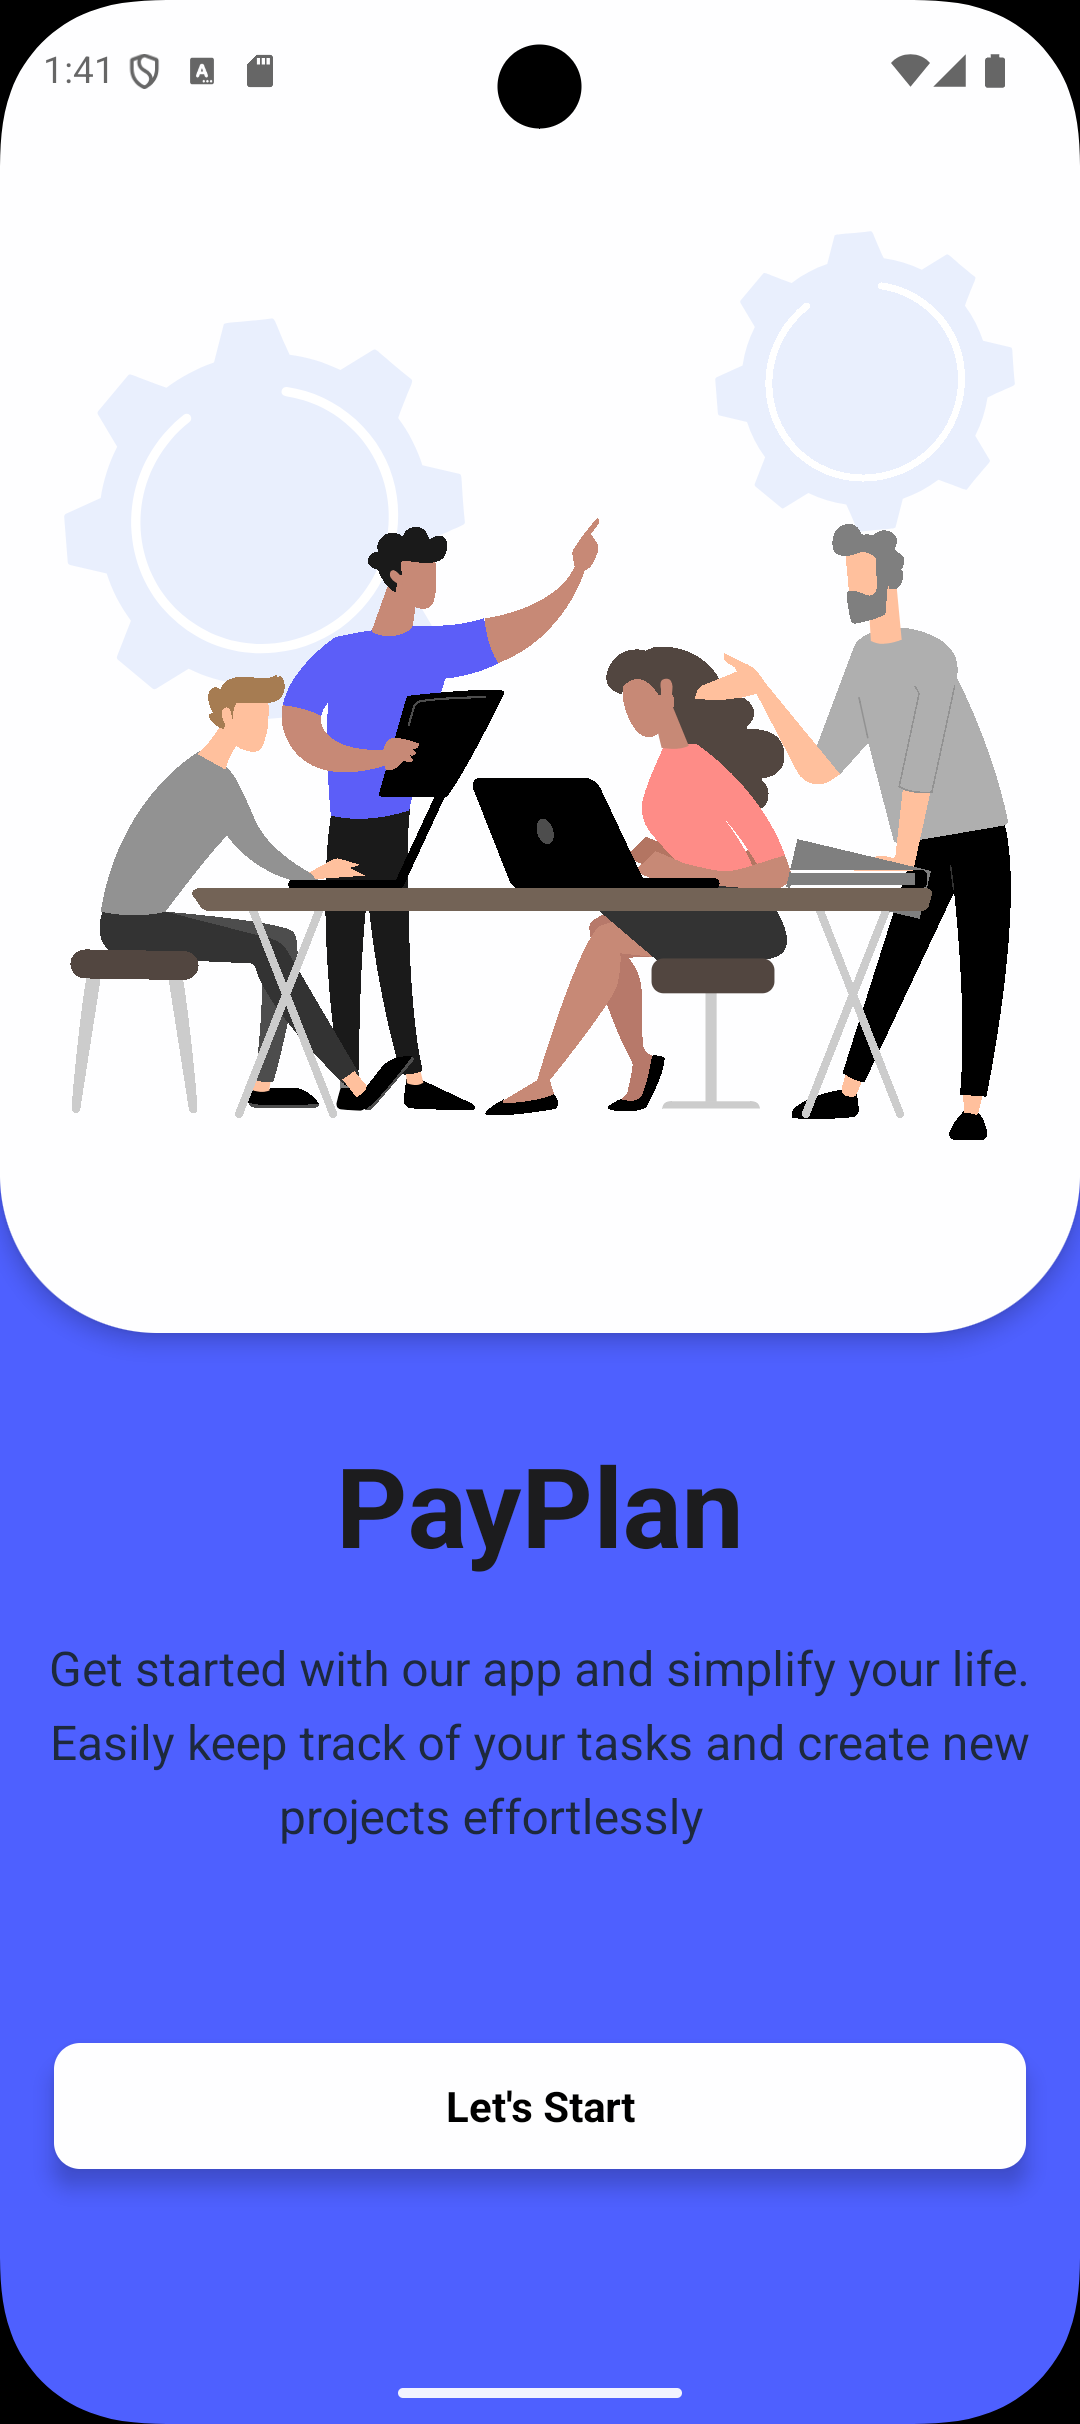 1:41
PayPlan
Get started with our app and simplify your life.
Easily keep track of your tasks and create new
projects effortlessly
Let's Start